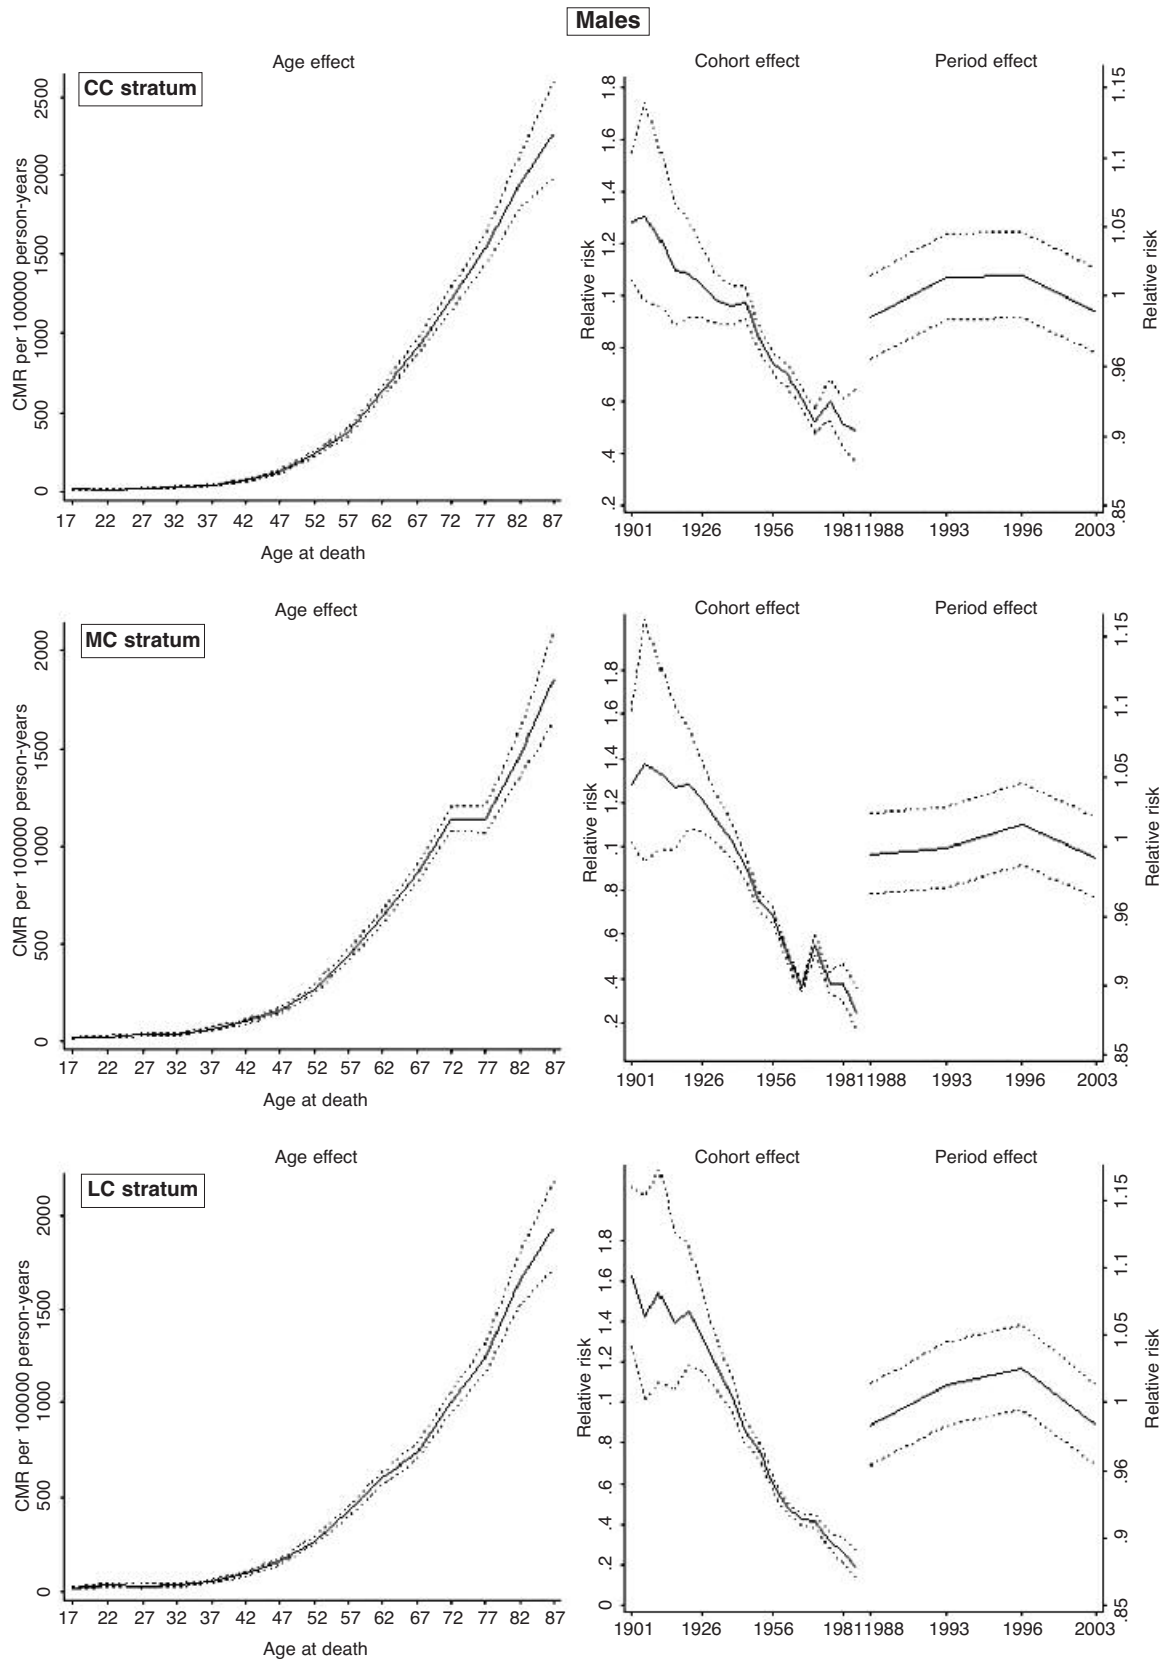 Males
Age effect
Cohort effect
Period effect
CC stratum
CMR per 100000 person-years
0 500 1000 1500 2000 2500
17 22 27 32 37 42 47 52 57 62 67 72 77 82 87
Age at death
Relative risk
.2 .4 .6 .8 1 1.2 1.4 1.6 1.8
1901 1926 1956 1981 1988 1993 1996 2003
.85 .9 .96 1 1.05 1.1 1.15
Relative risk
Age effect
Cohort effect
Period effect
MC stratum
CMR per 100000 person-years
0 500 1000 1500 2000
17 22 27 32 37 42 47 52 57 62 67 72 77 82 87
Age at death
Relative risk
.2 .4 .6 .8 1 1.2 1.4 1.6 1.8
1901 1926 1956 1981 1988 1993 1996 2003
.85 .9 .96 1 1.05 1.1 1.15
Relative risk
Age effect
Cohort effect
Period effect
LC stratum
CMR per 100000 person-years
0 500 1000 1500 2000
17 22 27 32 37 42 47 52 57 62 67 72 77 82 87
Age at death
Relative risk
0 .2 .4 .6 .8 1 1.2 1.4 1.6 1.8
1901 1926 1956 1981 1988 1993 1996 2003
.85 .9 .96 1 1.05 1.1 1.15
Relative risk